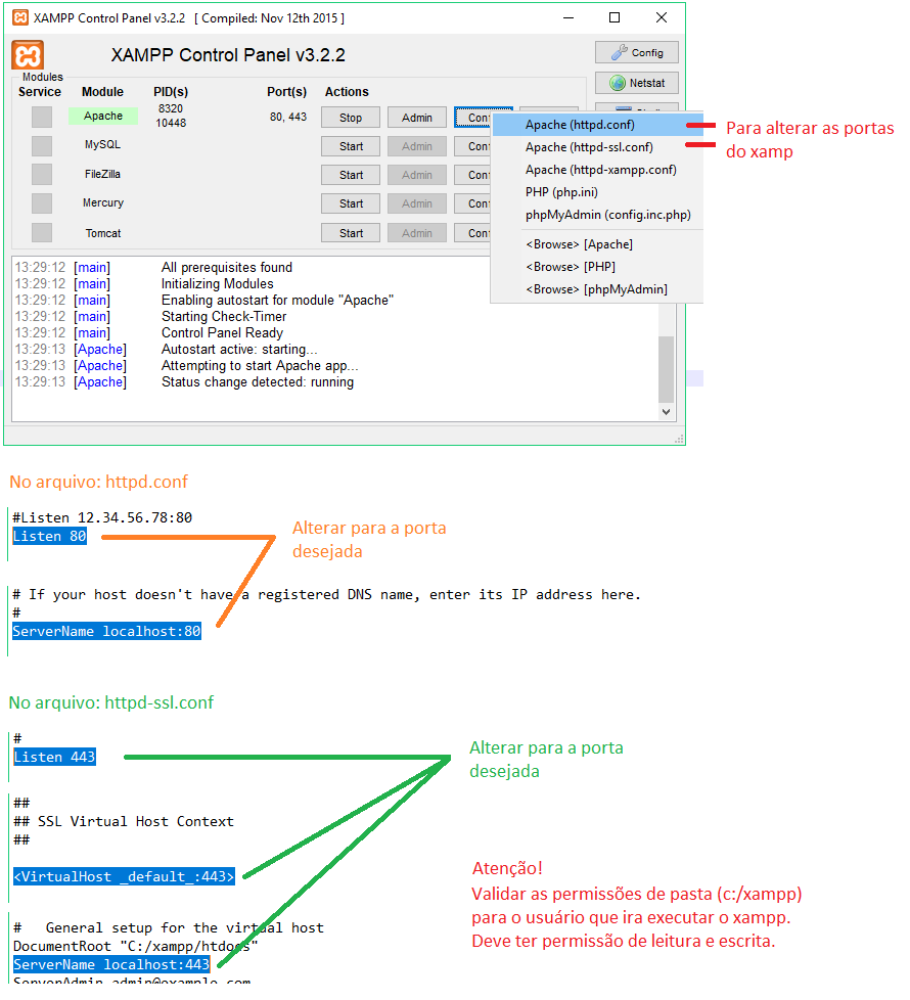 XAMPP Control Panel v3.2.2 [ Compiled: Nov 12th 2015 ]
XAMPP Control Panel v3.2.2
Config
Netstat
Modules
Service Module PID(s) Port(s) Actions
Apache 8320 10448 80, 443 Stop Admin
MySQL Start Admin
FileZilla Start Admin
Mercury Start Admin
Tomcat Start Admin
Apache (httpd.conf)
Apache (httpd-ssl.conf)
Apache (httpd-xampp.conf)
PHP (php.ini)
phpMyAdmin (config.inc.php)
<Browse> [Apache]
<Browse> [PHP]
<Browse> [phpMyAdmin]
Para alterar as portas
do xamp
13:29:12 [main] All prerequisites found
13:29:12 [main] Initializing Modules
13:29:12 [main] Enabling autostart for module "Apache"
13:29:12 [main] Starting Check-Timer
13:29:12 [main] Control Panel Ready
13:29:13 [Apache] Autostart active: starting...
13:29:13 [Apache] Attempting to start Apache app...
13:29:13 [Apache] Status change detected: running
No arquivo: httpd.conf
#Listen 12.34.56.78:80
Listen 80
Alterar para a porta
desejada
# If your host doesn't have a registered DNS name, enter its IP address here.
#
ServerName localhost:80
No arquivo: httpd-ssl.conf
#
Listen 443
Alterar para a porta
desejada
##
## SSL Virtual Host Context
##
<VirtualHost _default_:443>
# General setup for the virtual host
DocumentRoot "C:/xampp/htdocs"
ServerName localhost:443
ServerAdmin admin@example.com
Atenção!
Validar as permissões de pasta (c:/xampp)
para o usuário que ira executar o xampp.
Deve ter permissão de leitura e escrita.